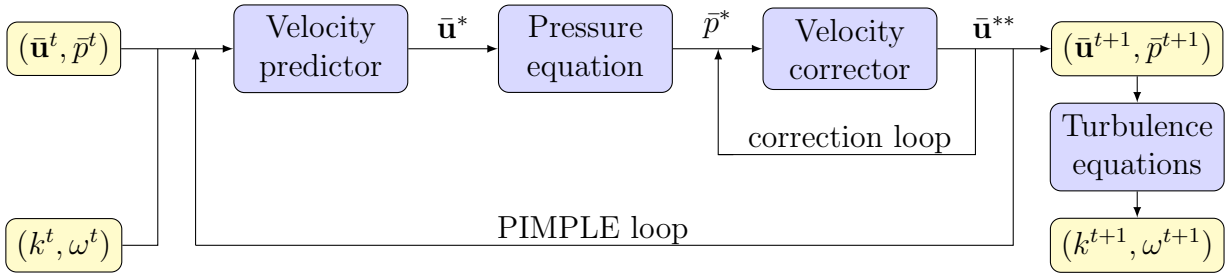 (ū^t, p̄^t)
Velocity
predictor
ū*
Pressure
equation
p̄*
Velocity
corrector
ū**
(ū^{t+1}, p̄^{t+1})
correction loop
Turbulence
equations
(k^t, ω^t)
PIMPLE loop
(k^{t+1}, ω^{t+1})